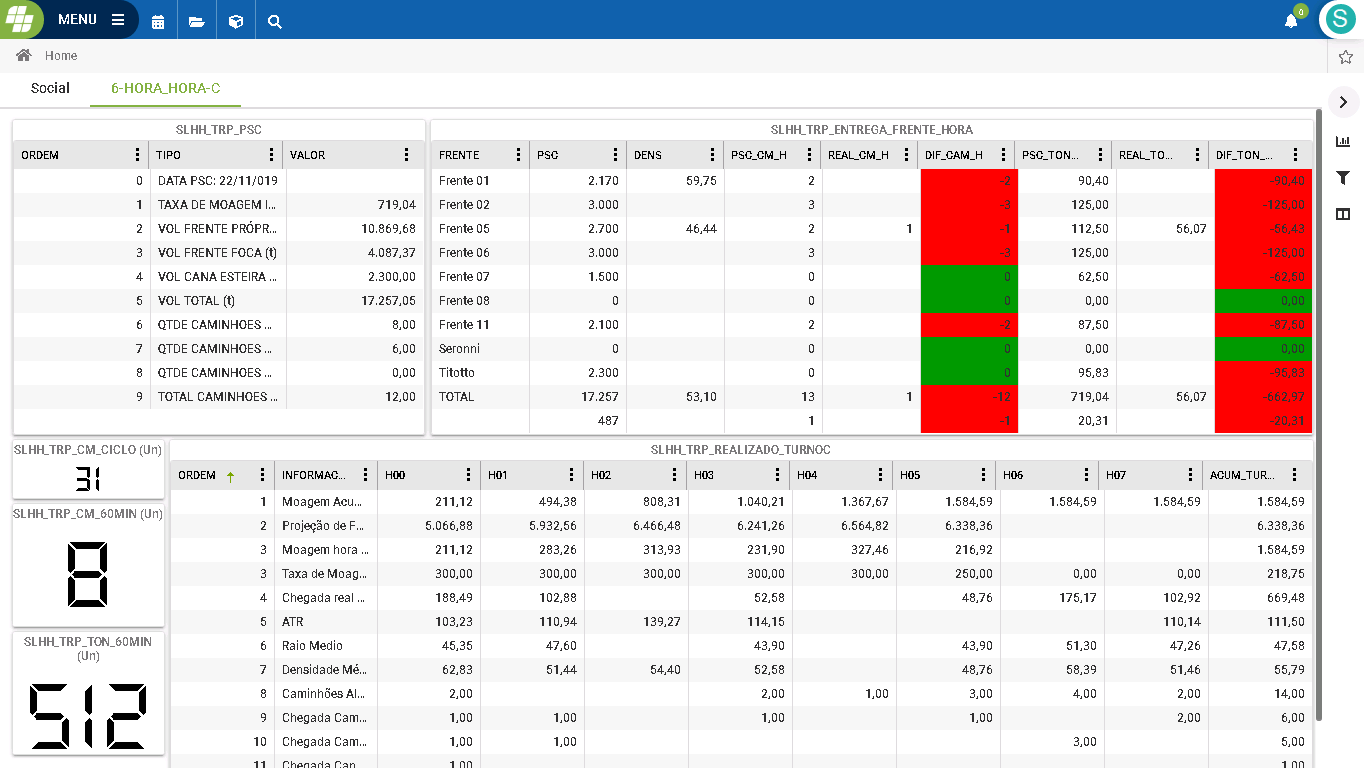 MENU
0
S
Home
Social 6-HORA_HORA-C
SLHH_TRP_PSC
ORDEM TIPO VALOR
0 DATA PSC: 22/11/019
1 TAXA DE MOAGEM I... 719,04
2 VOL FRENTE PRÓPR... 10.869,68
3 VOL FRENTE FOCA (t) 4.087,37
4 VOL CANA ESTEIRA ... 2.300,00
5 VOL TOTAL (t) 17.257,05
6 QTDE CAMINHOES ... 8,00
7 QTDE CAMINHOES ... 6,00
8 QTDE CAMINHOES ... 0,00
9 TOTAL CAMINHOES ... 12,00
SLHH_TRP_ENTREGA_FRENTE_HORA
FRENTE PSC DENS PSC_CM_H REAL_CM_H DIF_CAM_H PSC_TON... REAL_TO... DIF_TON_...
Frente 01 2.170 59,75 2 -2 90,40 -90,40
Frente 02 3.000 3 -3 125,00 -125,00
Frente 05 2.700 46,44 2 1 -1 112,50 56,07 -56,43
Frente 06 3.000 3 -3 125,00 -125,00
Frente 07 1.500 0 0 62,50 -62,50
Frente 08 0 0 0 0,00 0,00
Frente 11 2.100 2 -2 87,50 -87,50
Seronni 0 0 0 0,00 0,00
Titotto 2.300 0 0 95,83 -95,83
TOTAL 17.257 53,10 13 1 -12 719,04 56,07 -662,97
487 1 -1 20,31 -20,31
SLHH_TRP_CM_CICLO (Un)
31
SLHH_TRP_CM_60MIN (Un)
8
SLHH_TRP_TON_60MIN
(Un)
512
SLHH_TRP_REALIZADO_TURNOC
ORDEM INFORMAC... H00 H01 H02 H03 H04 H05 H06 H07 ACUM_TUR...
1 Moagem Acu... 211,12 494,38 808,31 1.040,21 1.367,67 1.584,59 1.584,59 1.584,59 1.584,59
2 Projeção de F... 5.066,88 5.932,56 6.466,48 6.241,26 6.564,82 6.338,36 6.338,36
3 Moagem hora ... 211,12 283,26 313,93 231,90 327,46 216,92 1.584,59
3 Taxa de Moag... 300,00 300,00 300,00 300,00 300,00 250,00 0,00 0,00 218,75
4 Chegada real ... 188,49 102,88 52,58 48,76 175,17 102,92 669,48
5 ATR 103,23 110,94 139,27 114,15 110,14 111,50
6 Raio Medio 45,35 47,60 43,90 43,90 51,30 47,26 47,58
7 Densidade Mé... 62,83 51,44 54,40 52,58 48,76 58,39 51,46 55,79
8 Caminhões Al... 2,00 2,00 1,00 3,00 4,00 2,00 14,00
9 Chegada Cam... 1,00 1,00 1,00 1,00 2,00 6,00
10 Chegada Cam... 1,00 1,00 3,00 5,00
11 Chegada Can... 1,00 1,00